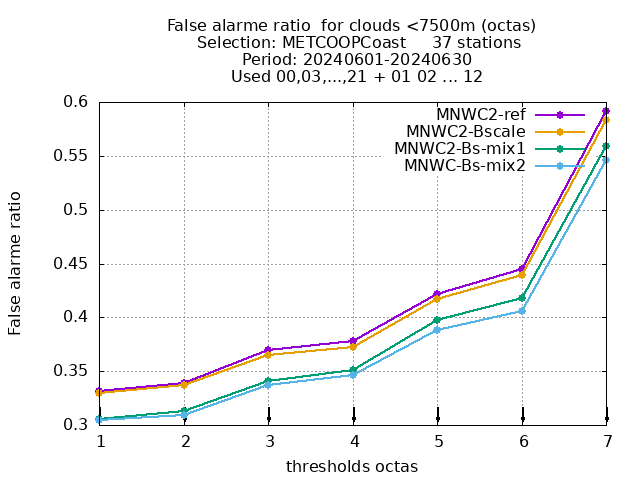 False alarme ratio  for clouds <7500m (octas)
Selection: METCOOPCoast     37 stations
Period: 20240601-20240630
Used 00,03,...,21 + 01 02 ... 12
MNWC2-ref
MNWC2-Bscale
MNWC2-Bs-mix1
MNWC-Bs-mix2
False alarme ratio
0.6
0.55
0.5
0.45
0.4
0.35
0.3
1 2 3 4 5 6 7
thresholds octas